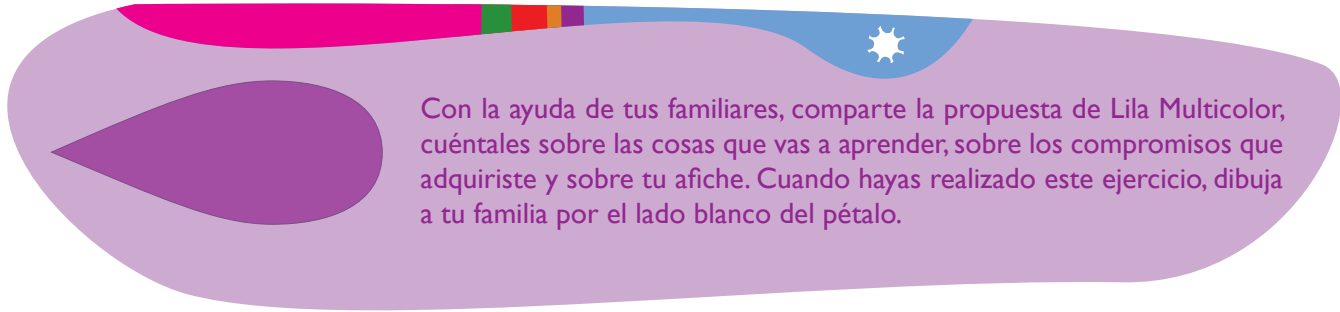 Con la ayuda de tus familiares, comparte la propuesta de Lila Multicolor,
cuéntales sobre las cosas que vas a aprender, sobre los compromisos que
adquiriste y sobre tu afiche. Cuando hayas realizado este ejercicio, dibuja
a tu familia por el lado blanco del pétalo.